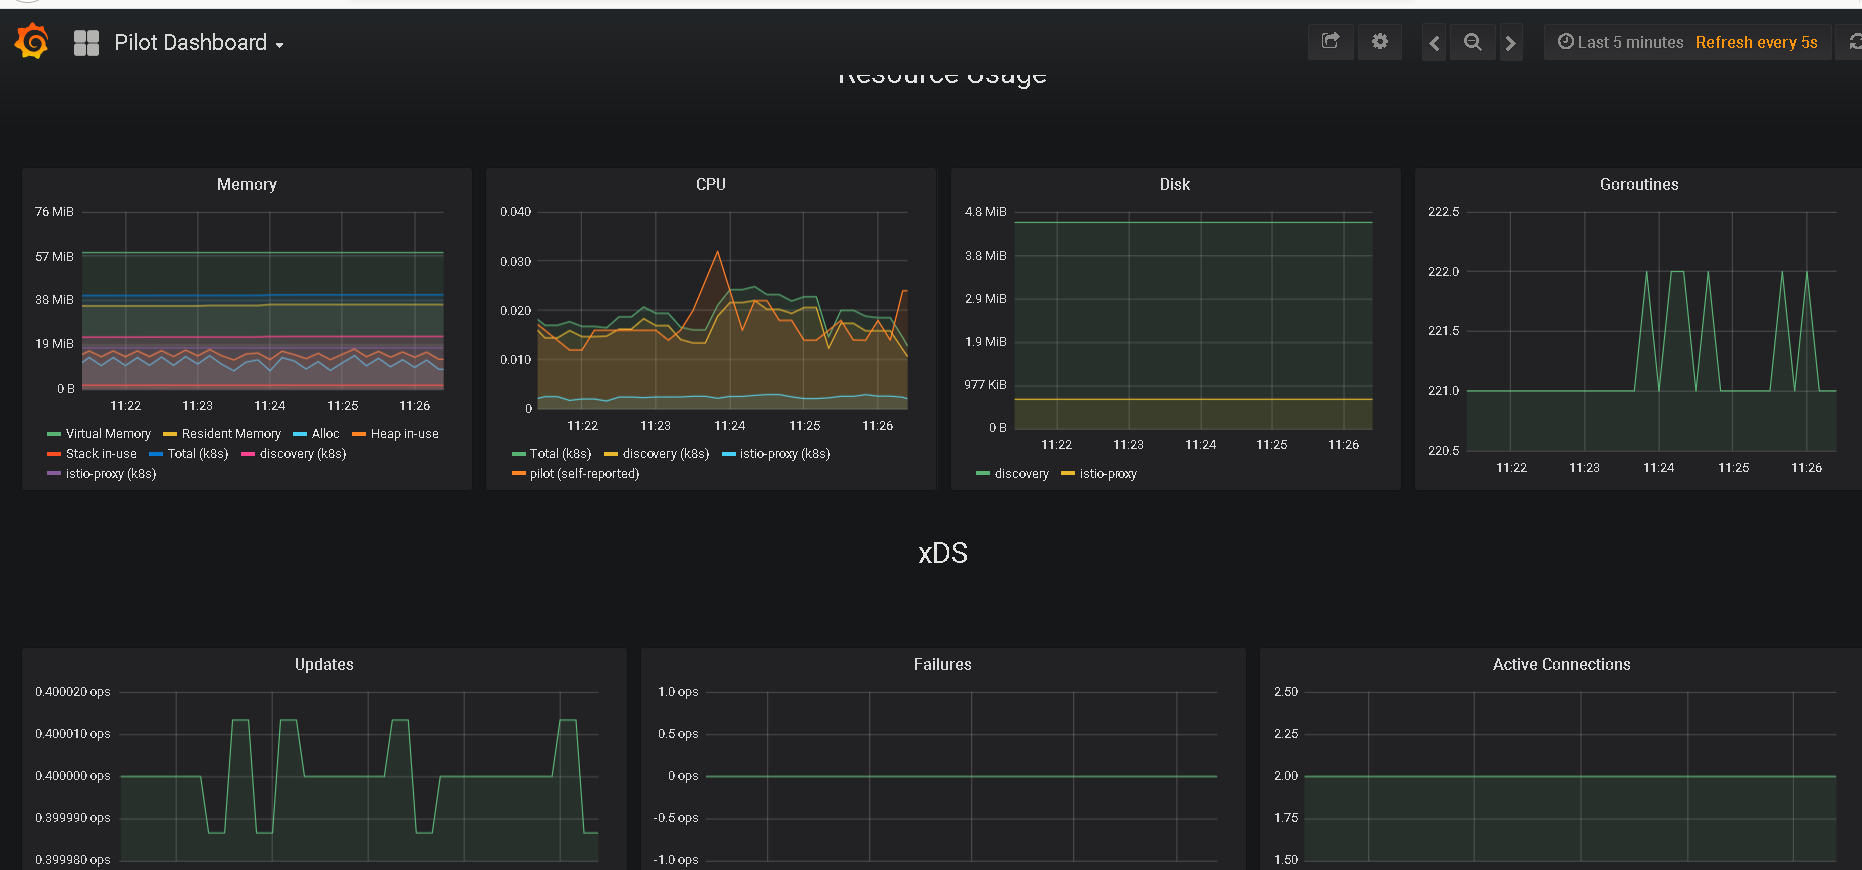 Pilot Dashboard
Last 5 minutes Refresh every 5s
Resource Usage
Memory
76 MiB
57 MiB
38 MiB
19 MiB
0 B
11:22 11:23 11:24 11:25 11:26
Virtual Memory Resident Memory Alloc Heap in-use
Stack in-use Total (k8s) discovery (k8s)
istio-proxy (k8s)
CPU
0.040
0.030
0.020
0.010
0
11:22 11:23 11:24 11:25 11:26
Total (k8s) discovery (k8s) istio-proxy (k8s)
pilot (self-reported)
Disk
4.8 MiB
3.8 MiB
2.9 MiB
1.9 MiB
977 KiB
0 B
11:22 11:23 11:24 11:25 11:26
discovery istio-proxy
Goroutines
222.5
222.0
221.5
221.0
220.5
11:22 11:23 11:24 11:25 11:26
xDS
Updates
0.400020 ops
0.400010 ops
0.400000 ops
0.399990 ops
0.399980 ops
Failures
1.0 ops
0.5 ops
0 ops
-0.5 ops
-1.0 ops
Active Connections
2.50
2.25
2.00
1.75
1.50